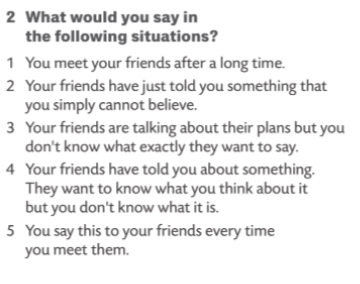 2 What would you say in
the following situations?
1 You meet your friends after a long time.
2 Your friends have just told you something that
you simply cannot believe.
3 Your friends are talking about their plans but you
don't know what exactly they want to say.
4 Your friends have told you about something.
They want to know what you think about it
but you don't know what it is.
5 You say this to your friends every time
you meet them.